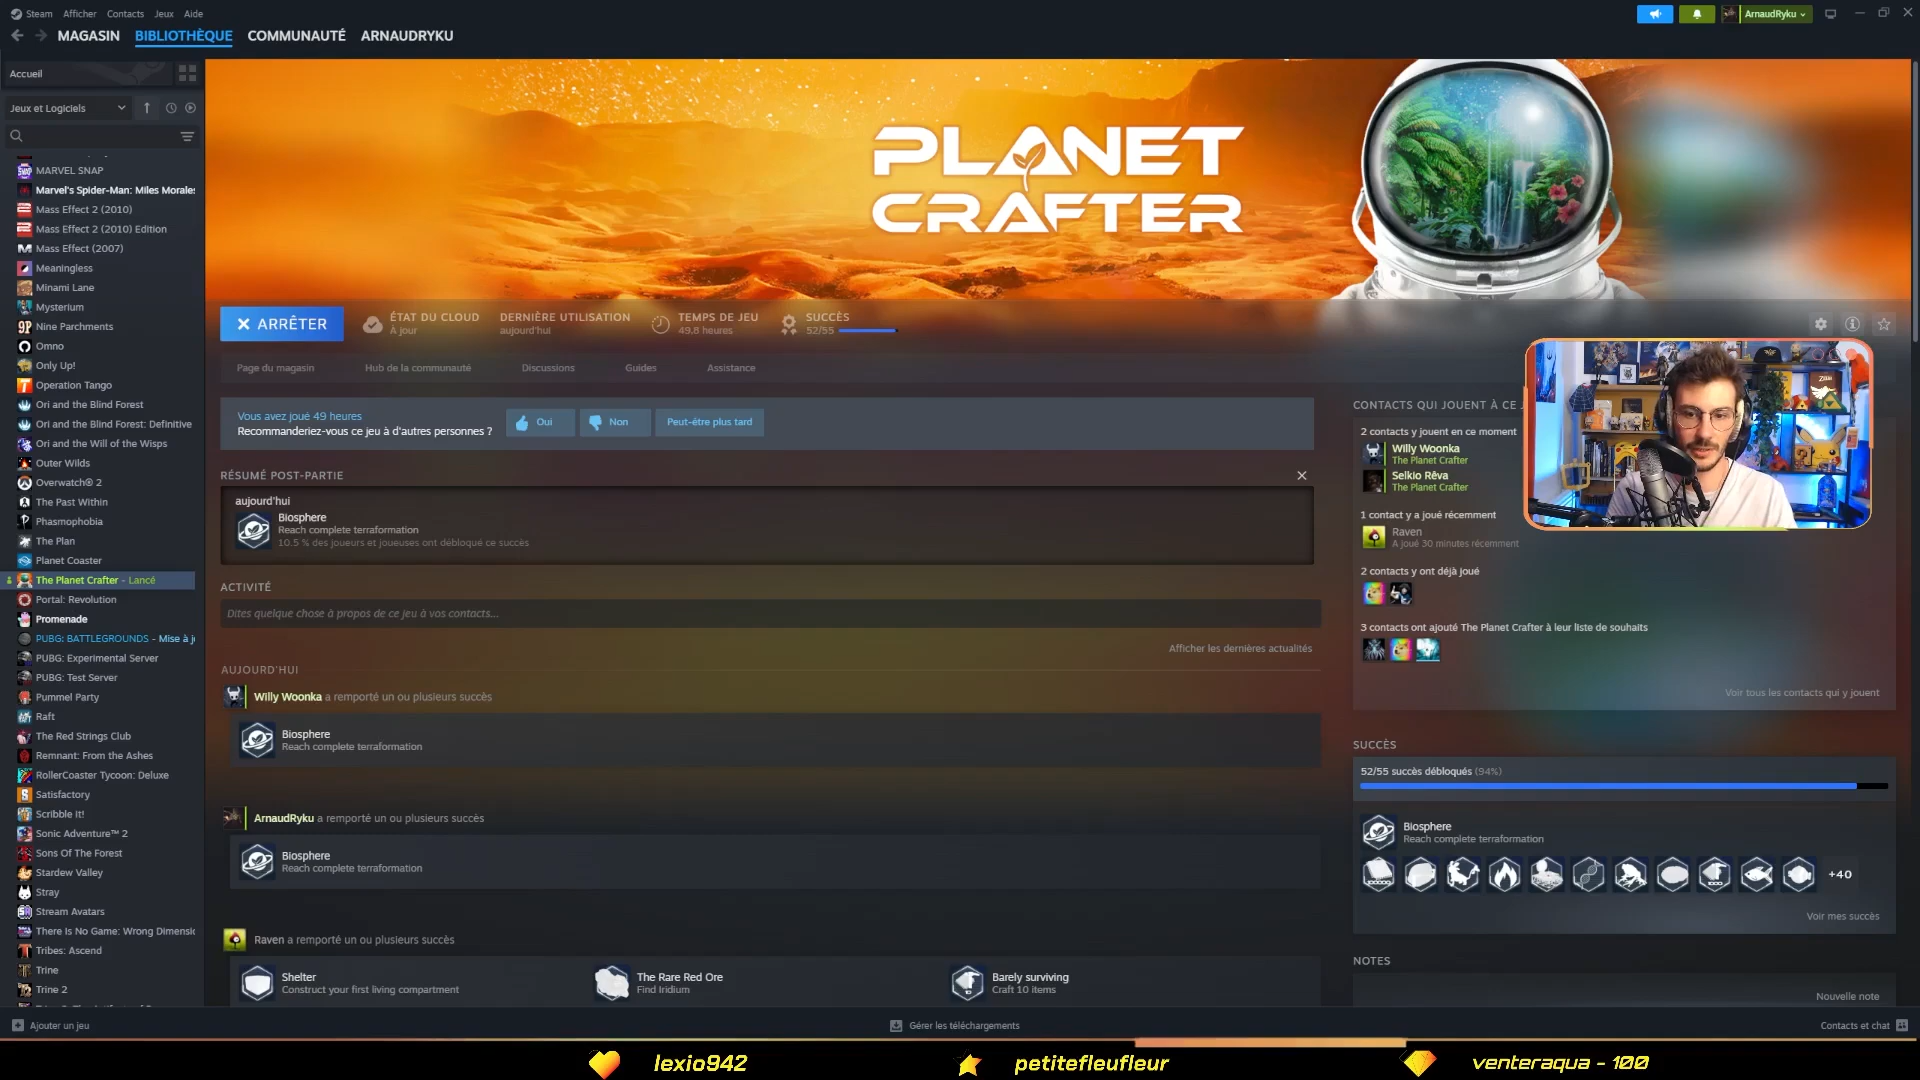 Steam Afficher Contacts Jeux Aide
ArnaudRyku
MAGASIN BIBLIOTHÈQUE COMMUNAUTÉ ARNAUDRYKU
Accueil
Jeux et Logiciels
MARVEL SNAP
Marvel's Spider-Man: Miles Morales
Mass Effect 2 (2010)
Mass Effect 2 (2010) Edition
Mass Effect (2007)
Meaningless
Minami Lane
Mysterium
Nine Parchments
Omno
Only Up!
Operation Tango
Ori and the Blind Forest
Ori and the Blind Forest: Definitive
Ori and the Will of the Wisps
Outer Wilds
Overwatch® 2
The Past Within
Phasmophobia
The Plan
Planet Coaster
The Planet Crafter - Lancé
Portal: Revolution
Promenade
PUBG: BATTLEGROUNDS - Mise à j
PUBG: Experimental Server
PUBG: Test Server
Pummel Party
Raft
The Red Strings Club
Remnant: From the Ashes
RollerCoaster Tycoon: Deluxe
Satisfactory
Scribble It!
Sonic Adventure™ 2
Sons Of The Forest
Stardew Valley
Stray
Stream Avatars
There Is No Game: Wrong Dimensio
Tribes: Ascend
Trine
Trine 2
PLANET
CRAFTER
ARRÊTER
ÉTAT DU CLOUD
À jour
DERNIÈRE UTILISATION
aujourd'hui
TEMPS DE JEU
49.8 heures
SUCCÈS
52/55
Page du magasin Hub de la communauté Discussions Guides Assistance
Vous avez joué 49 heures
Recommanderiez-vous ce jeu à d'autres personnes ?
Oui Non Peut-être plus tard
RÉSUMÉ POST-PARTIE
aujourd'hui
Biosphere
Reach complete terraformation
10.5 % des joueurs et joueuses ont débloqué ce succès
ACTIVITÉ
Dites quelque chose à propos de ce jeu à vos contacts...
Afficher les dernières actualités
AUJOURD'HUI
Willy Woonka a remporté un ou plusieurs succès
Biosphere
Reach complete terraformation
ArnaudRyku a remporté un ou plusieurs succès
Biosphere
Reach complete terraformation
Raven a remporté un ou plusieurs succès
Shelter
Construct your first living compartment
The Rare Red Ore
Find Iridium
Barely surviving
Craft 10 items
CONTACTS QUI JOUENT À CE J
2 contacts y jouent en ce moment
Willy Woonka
The Planet Crafter
Selkio Rêva
The Planet Crafter
1 contact y a joué récemment
Raven
A joué 30 minutes récemment
2 contacts y ont déjà joué
3 contacts ont ajouté The Planet Crafter à leur liste de souhaits
Voir tous les contacts qui y jouent
SUCCÈS
52/55 succès débloqués (94%)
Biosphere
Reach complete terraformation
+40
Voir mes succès
NOTES
Nouvelle note
Ajouter un jeu
Gérer les téléchargements
Contacts et chat
lexio942
petitefleufleur
venteraqua - 100